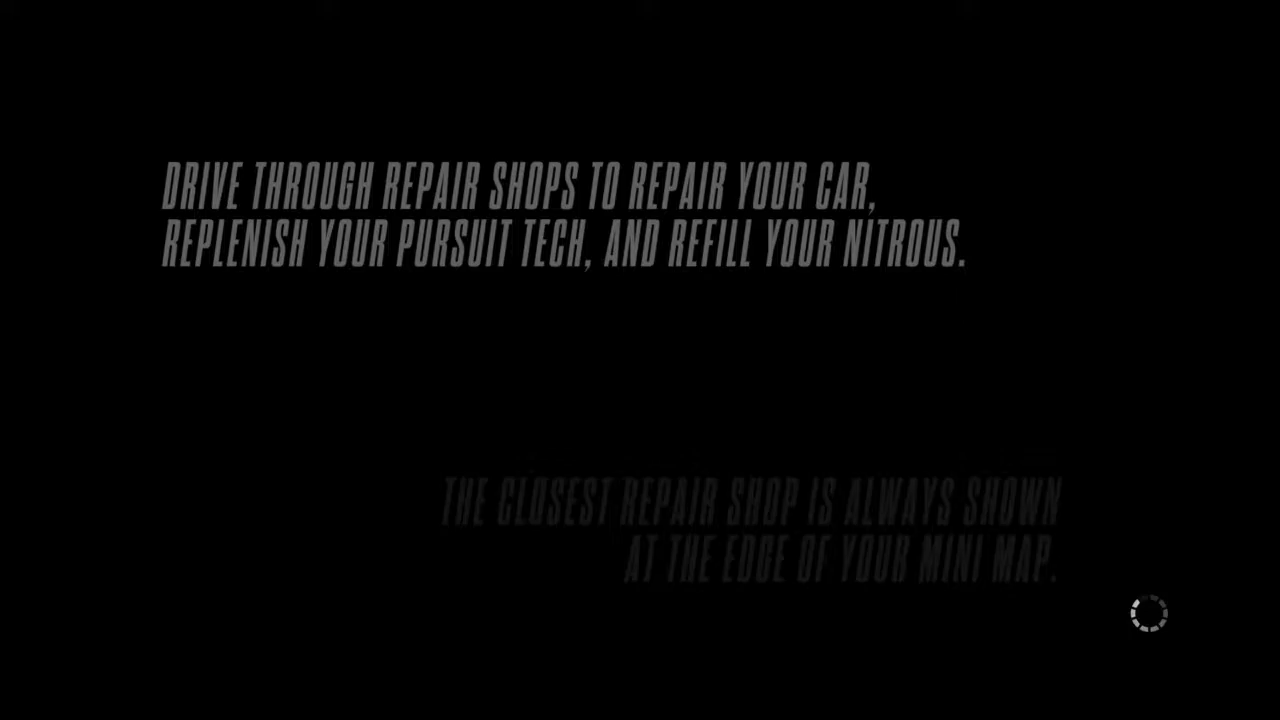 DRIVE THROUGH REPAIR SHOPS TO REPAIR YOUR CAR,
REPLENISH YOUR PURSUIT TECH, AND REFILL YOUR NITROUS.
THE CLOSEST REPAIR SHOP IS ALWAYS SHOWN
AT THE EDGE OF YOUR MINI MAP.